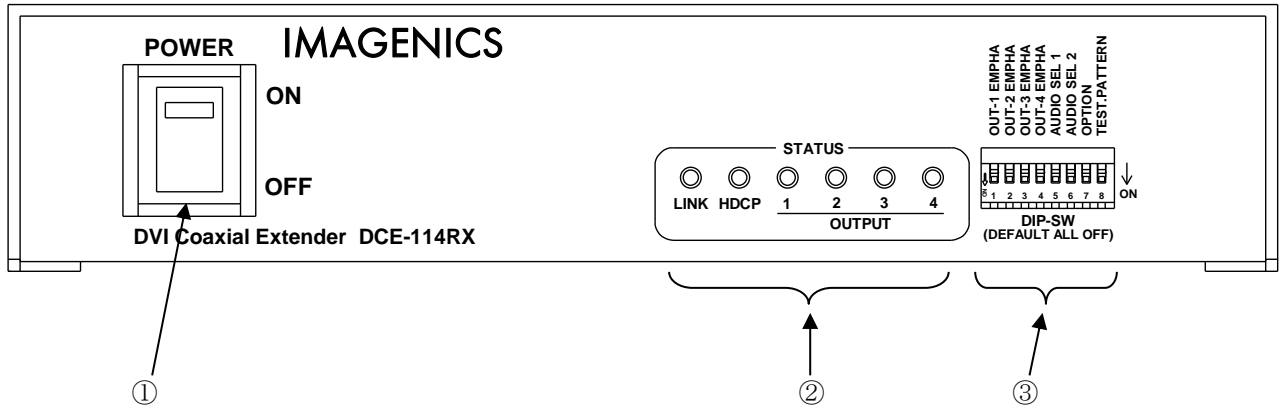 POWER
IMAGENICS
ON
OFF
DVI Coaxial Extender DCE-114RX
STATUS
LINK HDCP 1 2 3 4
OUTPUT
OUT-1 EMPHA
OUT-2 EMPHA
OUT-3 EMPHA
OUT-4 EMPHA
AUDIO SEL 1
AUDIO SEL 2
OPTION
TEST.PATTERN
ON 1 2 3 4 5 6 7 8 ON
DIP-SW
(DEFAULT ALL OFF)
① ② ③